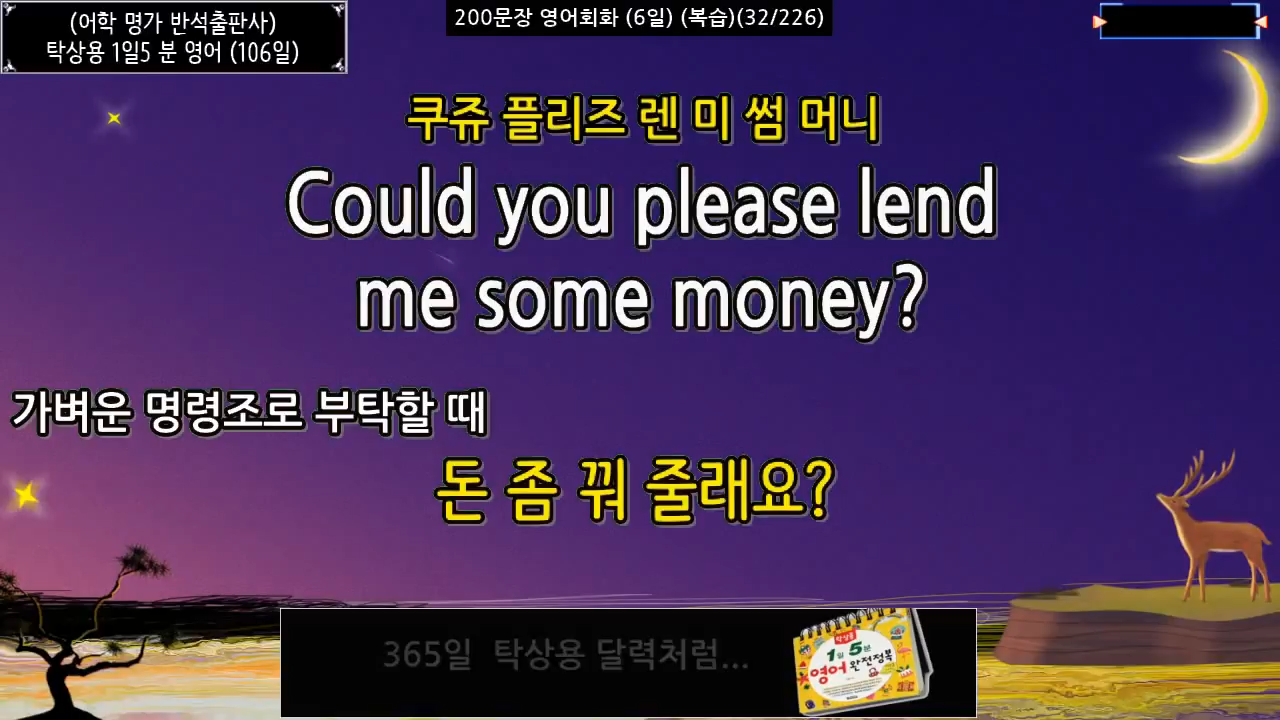 (어학 명가 반석출판사)
탁상용 1일5 분 영어 (106일)
200문장 영어회화 (6일) (복습)(32/226)
쿠쥬 플리즈 렌 미 썸 머니
Could you please lend
me some money?
가벼운 명령조로 부탁할 때
돈 좀 꿔 줄래요?
365일 탁상용 달력처럼...
탁상용
1일 5분
영어 완전정복